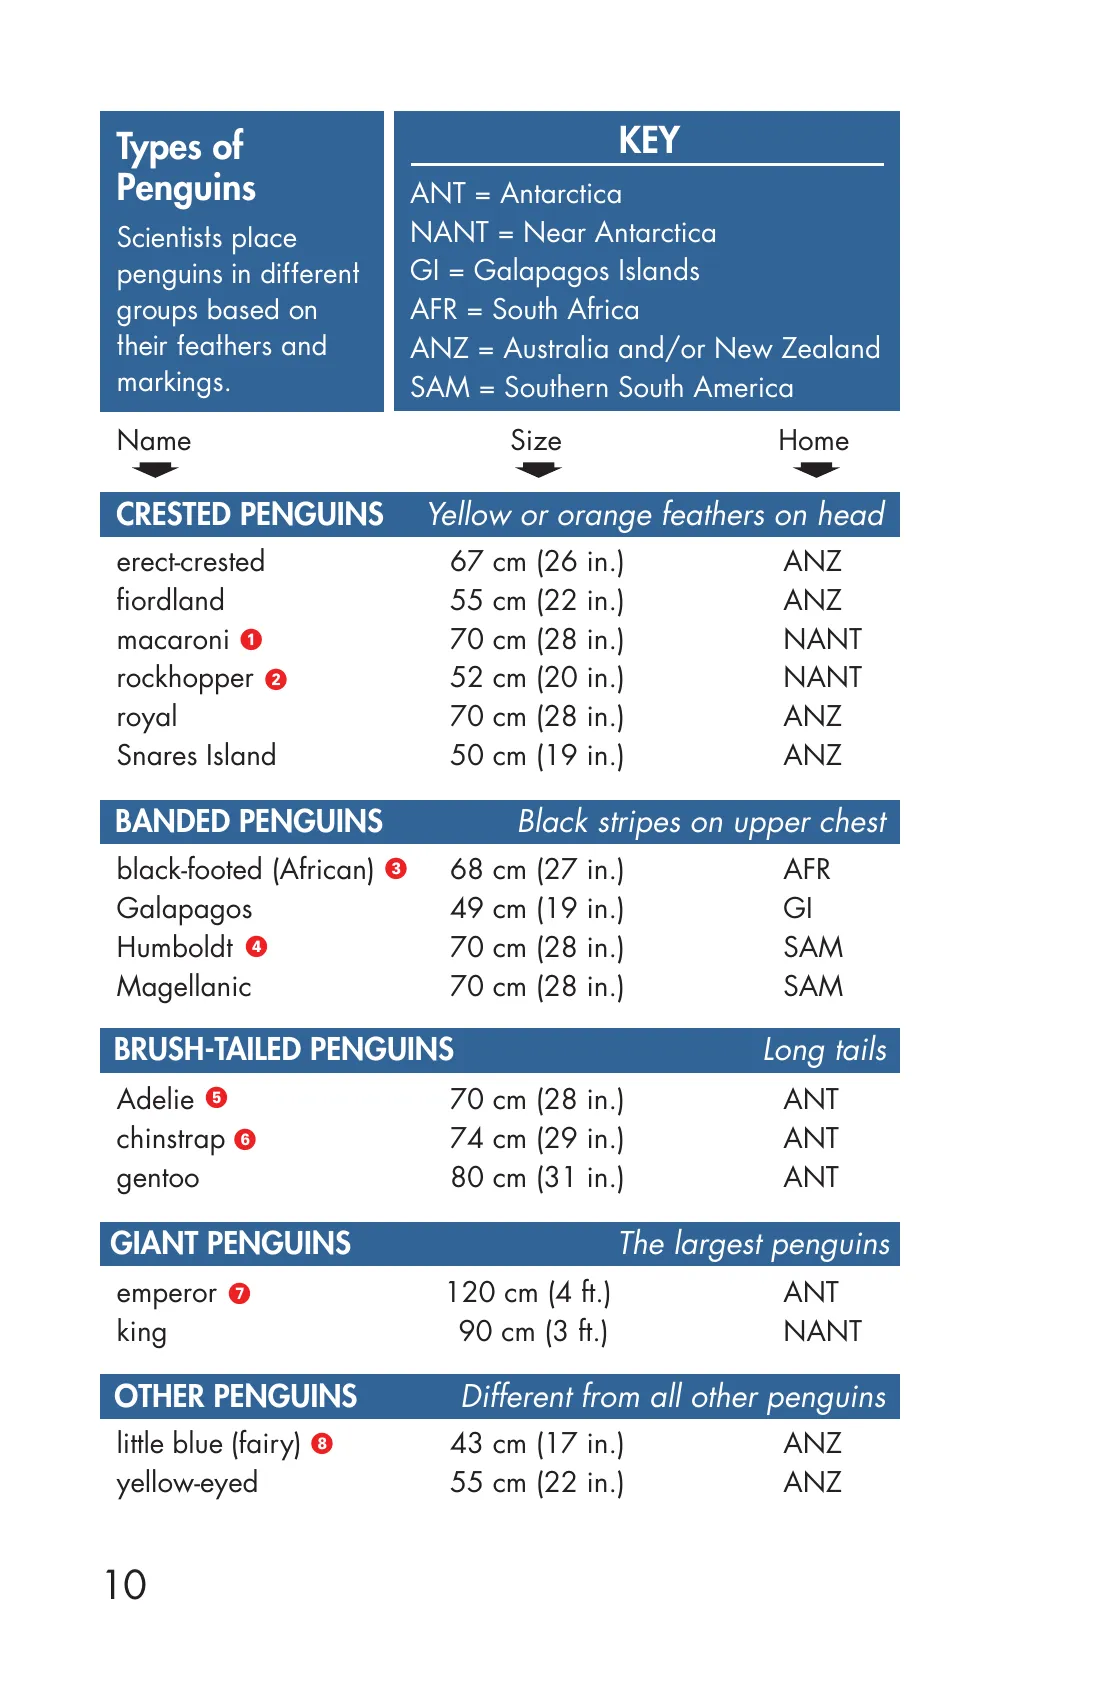 Types of
Penguins
Scientists place
penguins in different
groups based on
their feathers and
markings.
KEY
ANT = Antarctica
NANT = Near Antarctica
GI = Galapagos Islands
AFR = South Africa
ANZ = Australia and/or New Zealand
SAM = Southern South America
Name Size Home
CRESTED PENGUINS Yellow or orange feathers on head
erect-crested 67 cm (26 in.) ANZ
fiordland 55 cm (22 in.) ANZ
macaroni 1 70 cm (28 in.) NANT
rockhopper 2 52 cm (20 in.) NANT
royal 70 cm (28 in.) ANZ
Snares Island 50 cm (19 in.) ANZ
BANDED PENGUINS Black stripes on upper chest
black-footed (African) 3 68 cm (27 in.) AFR
Galapagos 49 cm (19 in.) GI
Humboldt 4 70 cm (28 in.) SAM
Magellanic 70 cm (28 in.) SAM
BRUSH-TAILED PENGUINS Long tails
Adelie 5 70 cm (28 in.) ANT
chinstrap 6 74 cm (29 in.) ANT
gentoo 80 cm (31 in.) ANT
GIANT PENGUINS The largest penguins
emperor 7 120 cm (4 ft.) ANT
king 90 cm (3 ft.) NANT
OTHER PENGUINS Different from all other penguins
little blue (fairy) 8 43 cm (17 in.) ANZ
yellow-eyed 55 cm (22 in.) ANZ
10